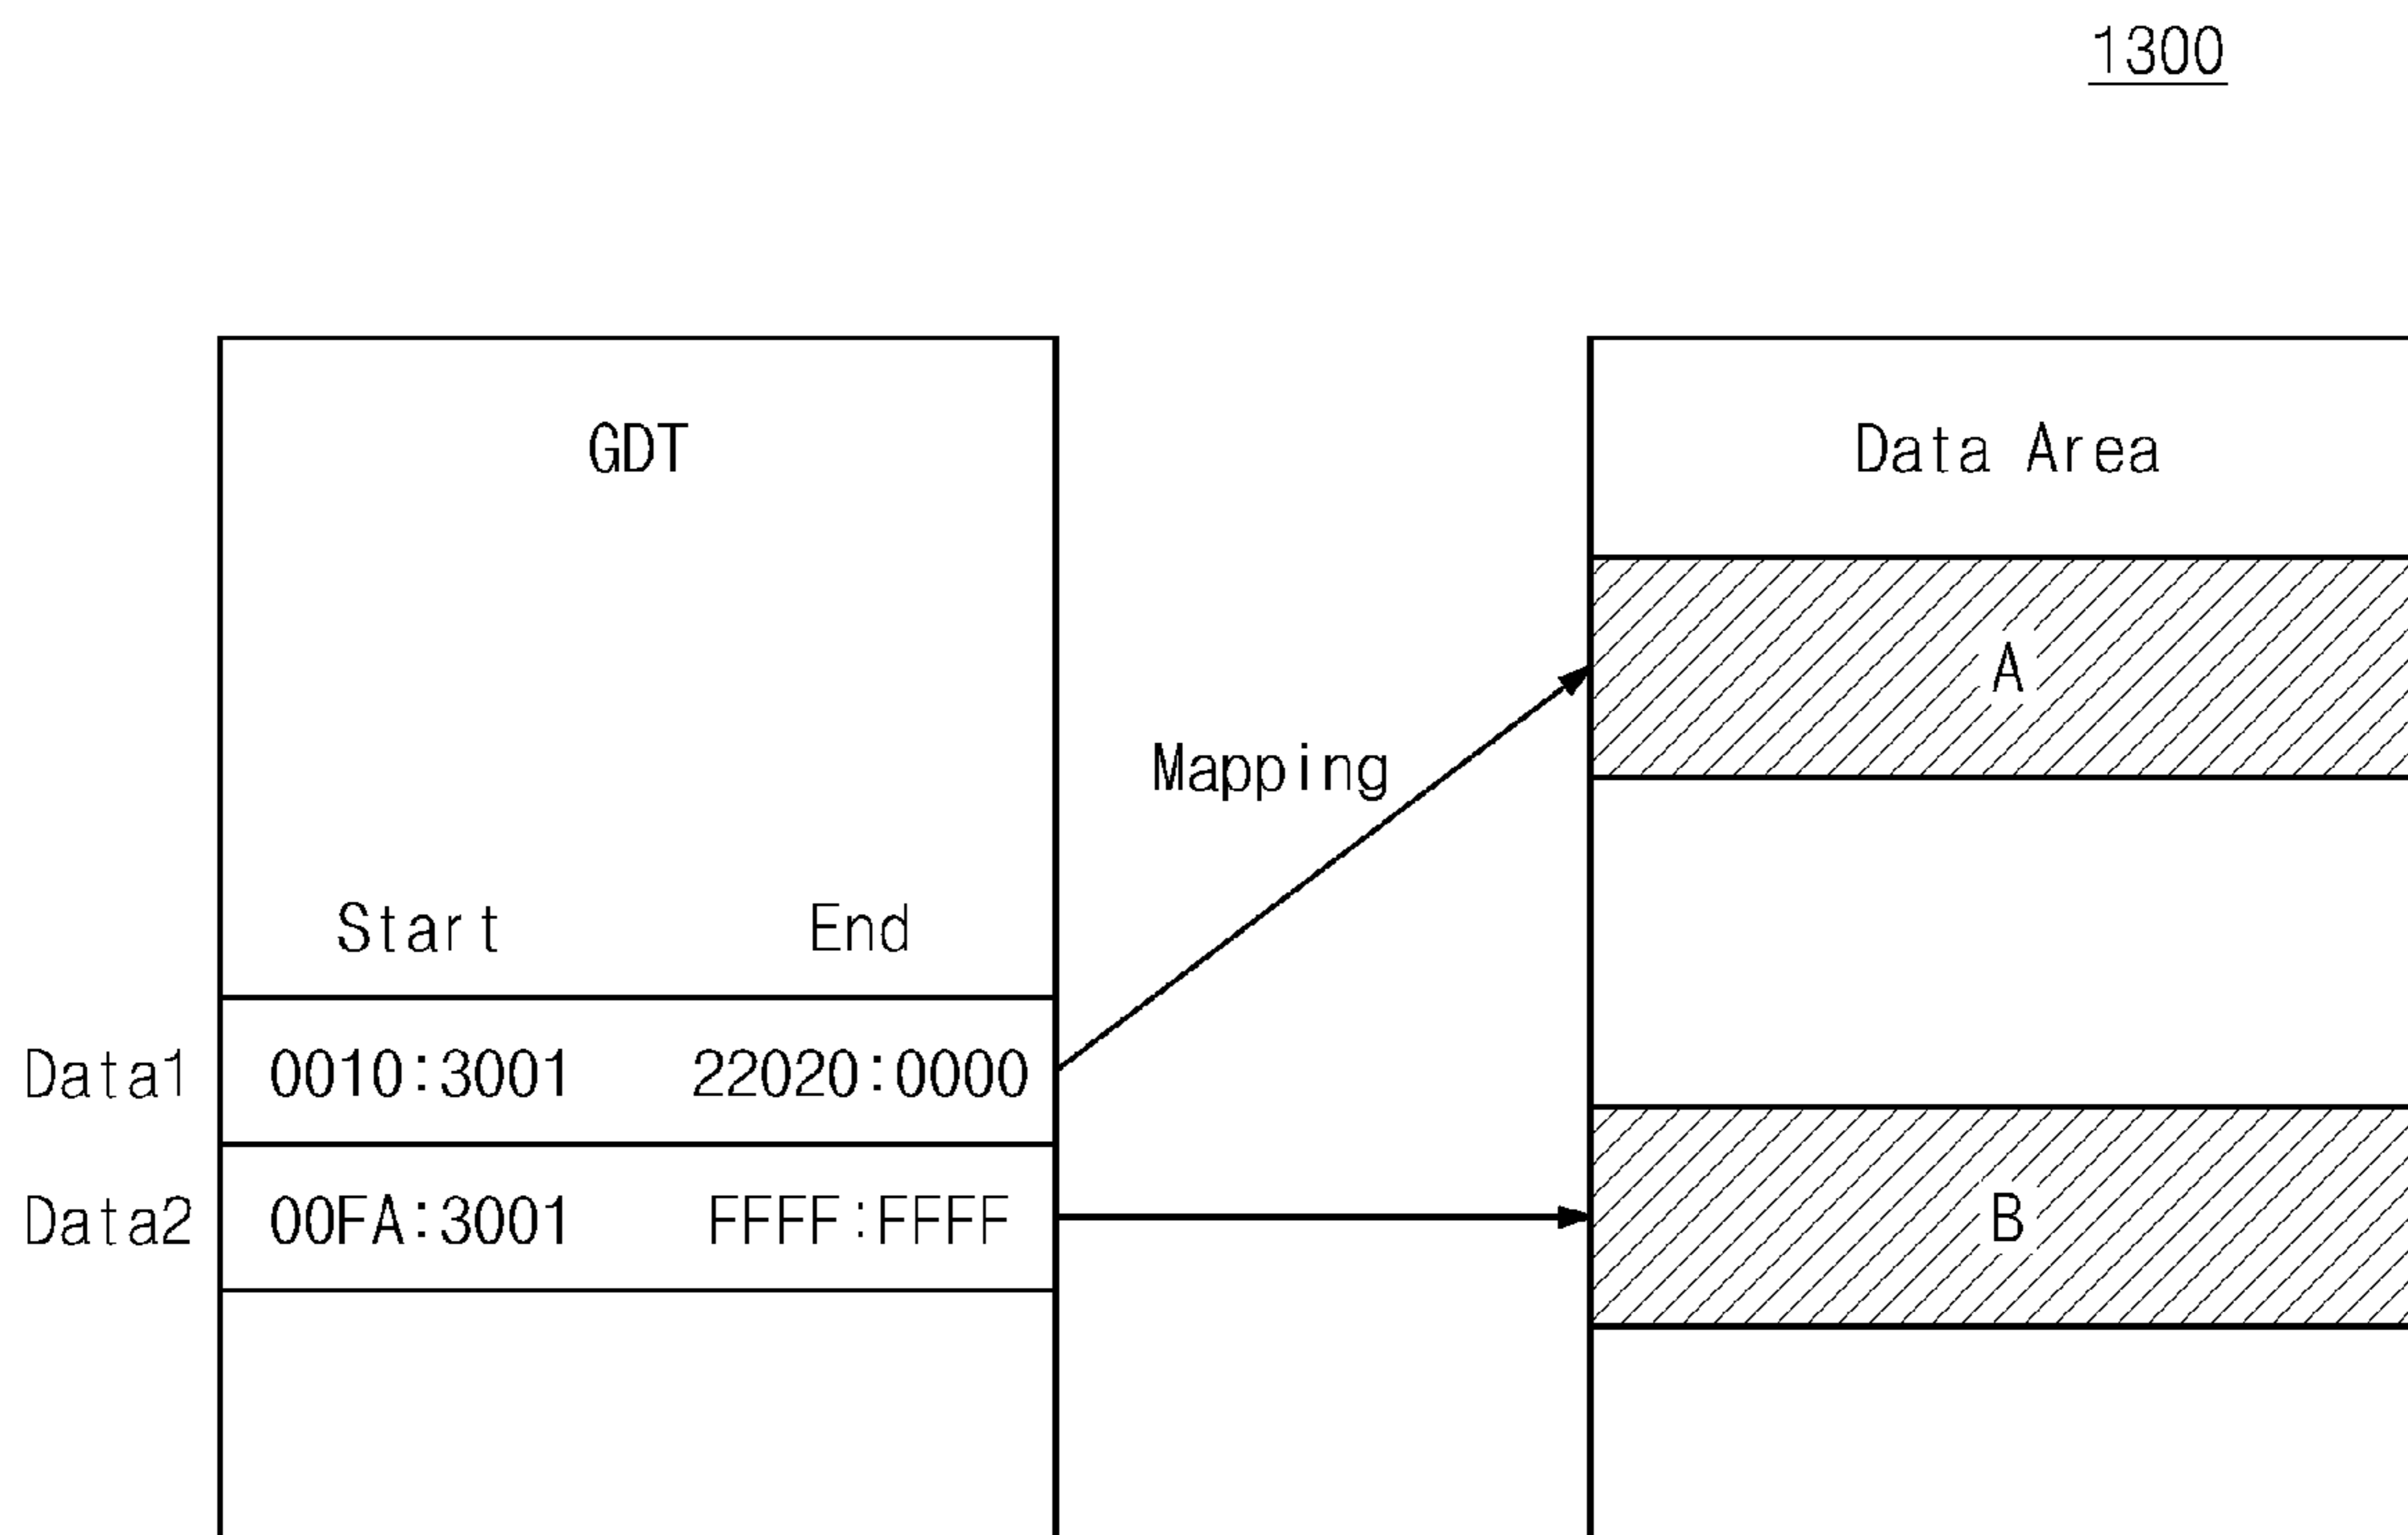 1300
GDT
Data Area
A
Mapping
Start End
Data1 0010:3001 22020:0000
Data2 00FA:3001 FFFF:FFFF
B